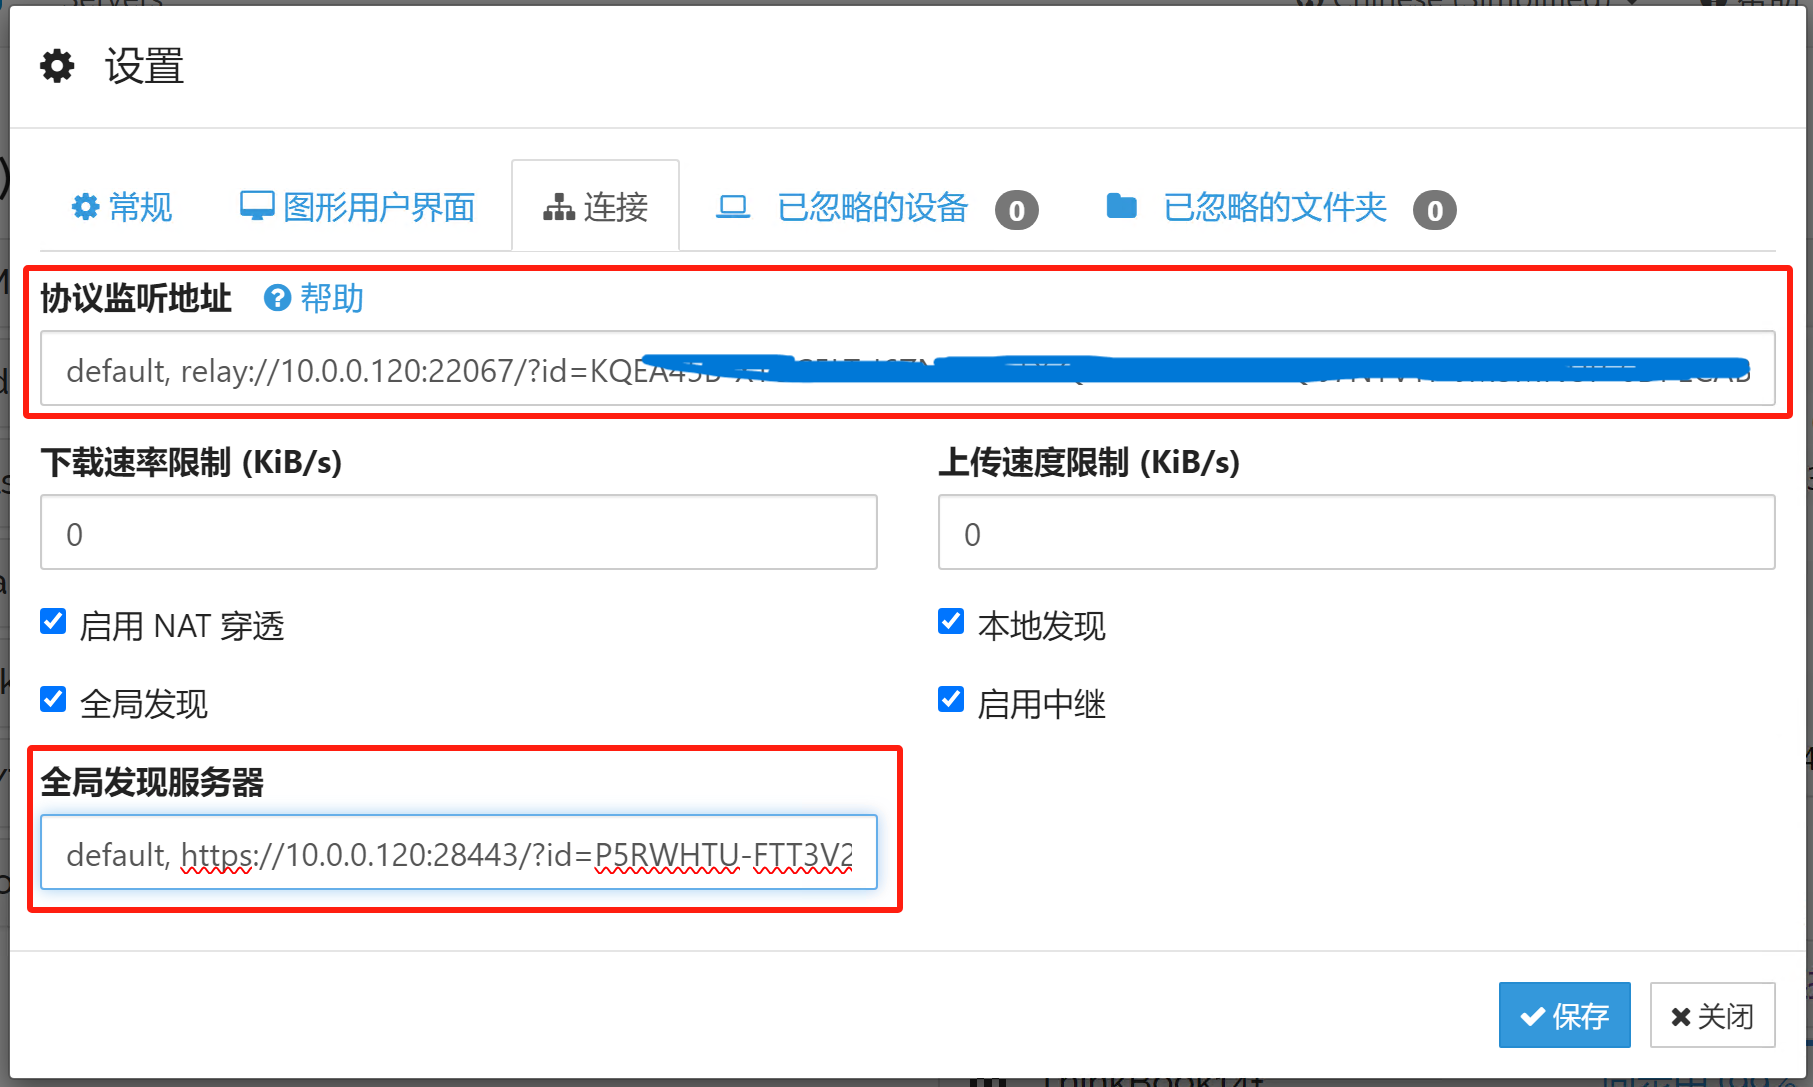 Servers
设置
常规 图形用户界面 连接 已忽略的设备 0 已忽略的文件夹 0
协议监听地址 帮助
default, relay://10.0.0.120:22067/?id=KQEA45B-
下载速率限制 (KiB/s) 上传速度限制 (KiB/s)
0 0
启用 NAT 穿透 本地发现
全局发现 启用中继
全局发现服务器
default, https://10.0.0.120:28443/?id=P5RWHTU-FTT3V2
保存 关闭